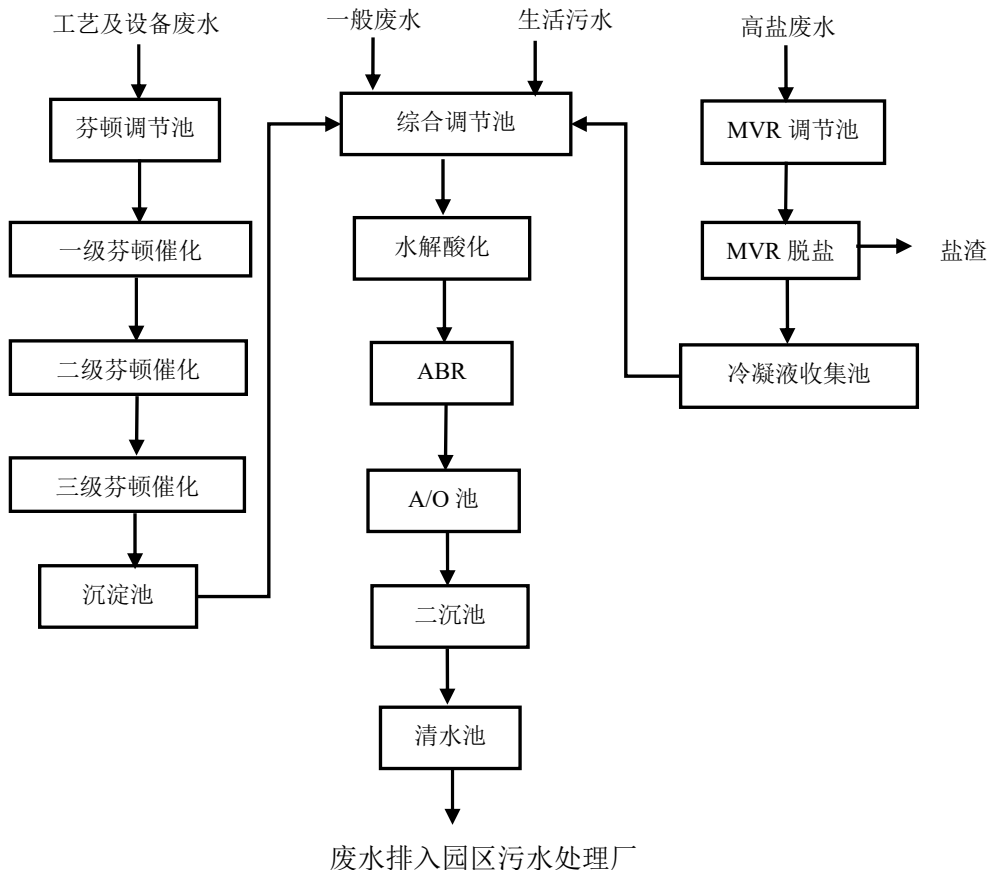 工艺及设备废水
一般废水
生活污水
高盐废水
芬顿调节池
综合调节池
MVR 调节池
一级芬顿催化
水解酸化
MVR 脱盐
盐渣
二级芬顿催化
ABR
冷凝液收集池
三级芬顿催化
A/O 池
沉淀池
二沉池
清水池
废水排入园区污水处理厂